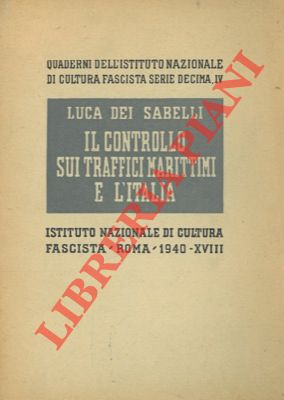 QUADERNI DELL'ISTITUTO NAZIONALE
DI CULTURA FASCISTA SERIE DECIMA, IV
LUCA DEI SABELLI
IL CONTROLLO
SUI TRAFFICI MARITTIMI
E L'ITALIA
ISTITUTO NAZIONALE DI CULTURA
FASCISTA - ROMA - 1940 - XVIII
LIBRERIA PIANI